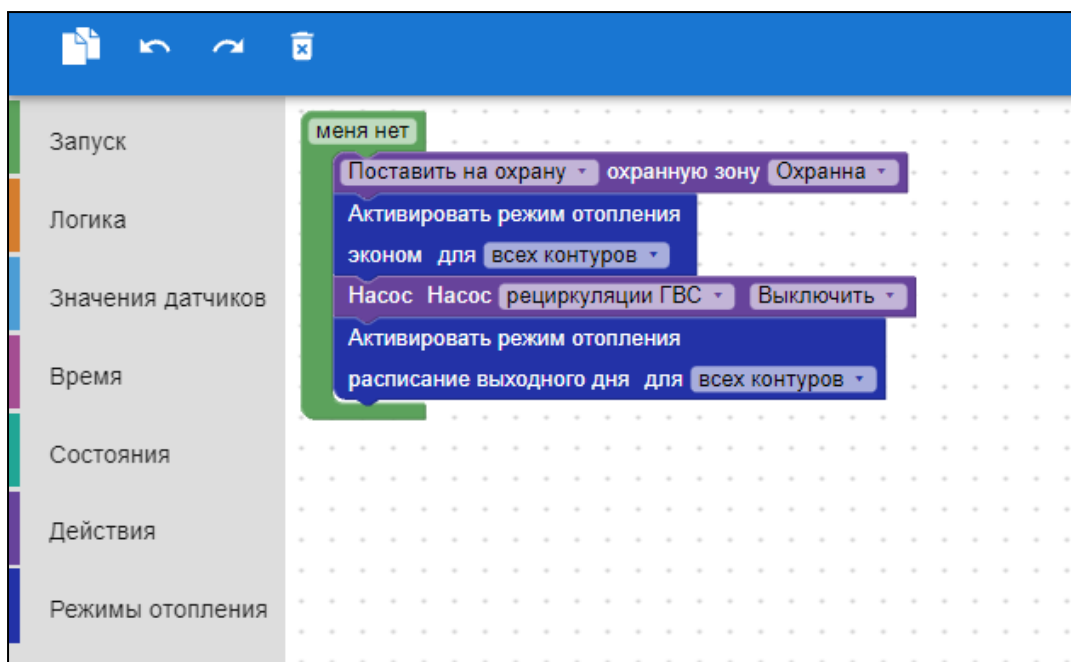 Запуск
Логика
Значения датчиков
Время
Состояния
Действия
Режимы отопления
меня нет
Поставить на охрану охранную зону Охранна
Активировать режим отопления
эконом для всех контуров
Насос Насос рециркуляции ГВС Выключить
Активировать режим отопления
расписание выходного дня для всех контуров